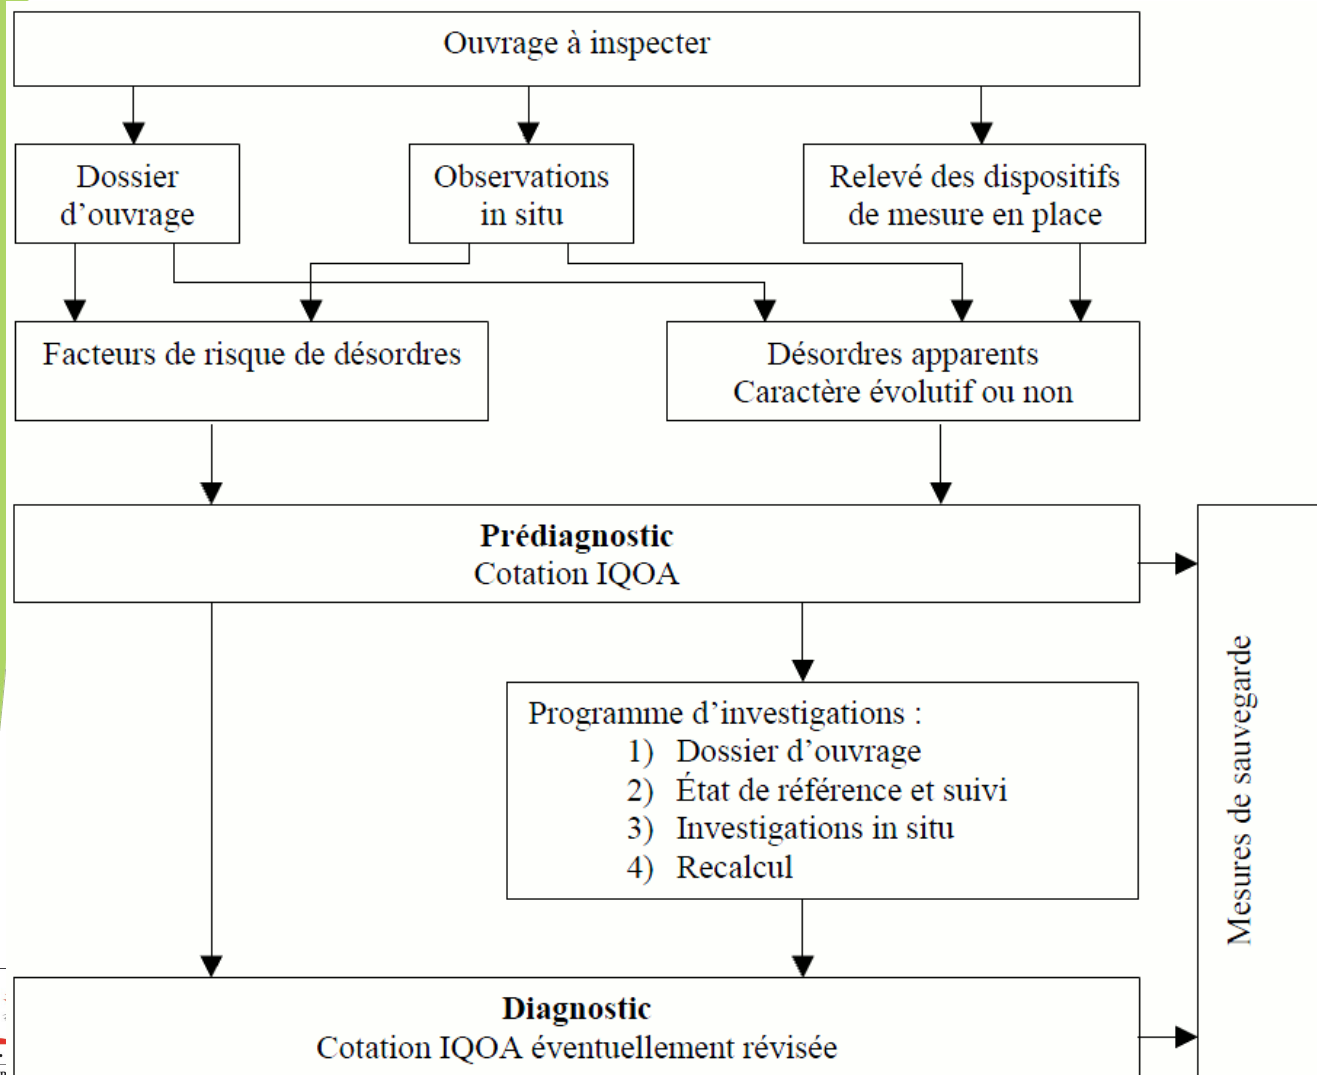 Ouvrage à inspecter
Dossier
d’ouvrage
Observations
in situ
Relevé des dispositifs
de mesure en place
Facteurs de risque de désordres
Désordres apparents
Caractère évolutif ou non
Prédiagnostic
Cotation IQOA
Programme d’investigations :
1) Dossier d’ouvrage
2) État de référence et suivi
3) Investigations in situ
4) Recalcul
Mesures de sauvegarde
Diagnostic
Cotation IQOA éventuellement révisée